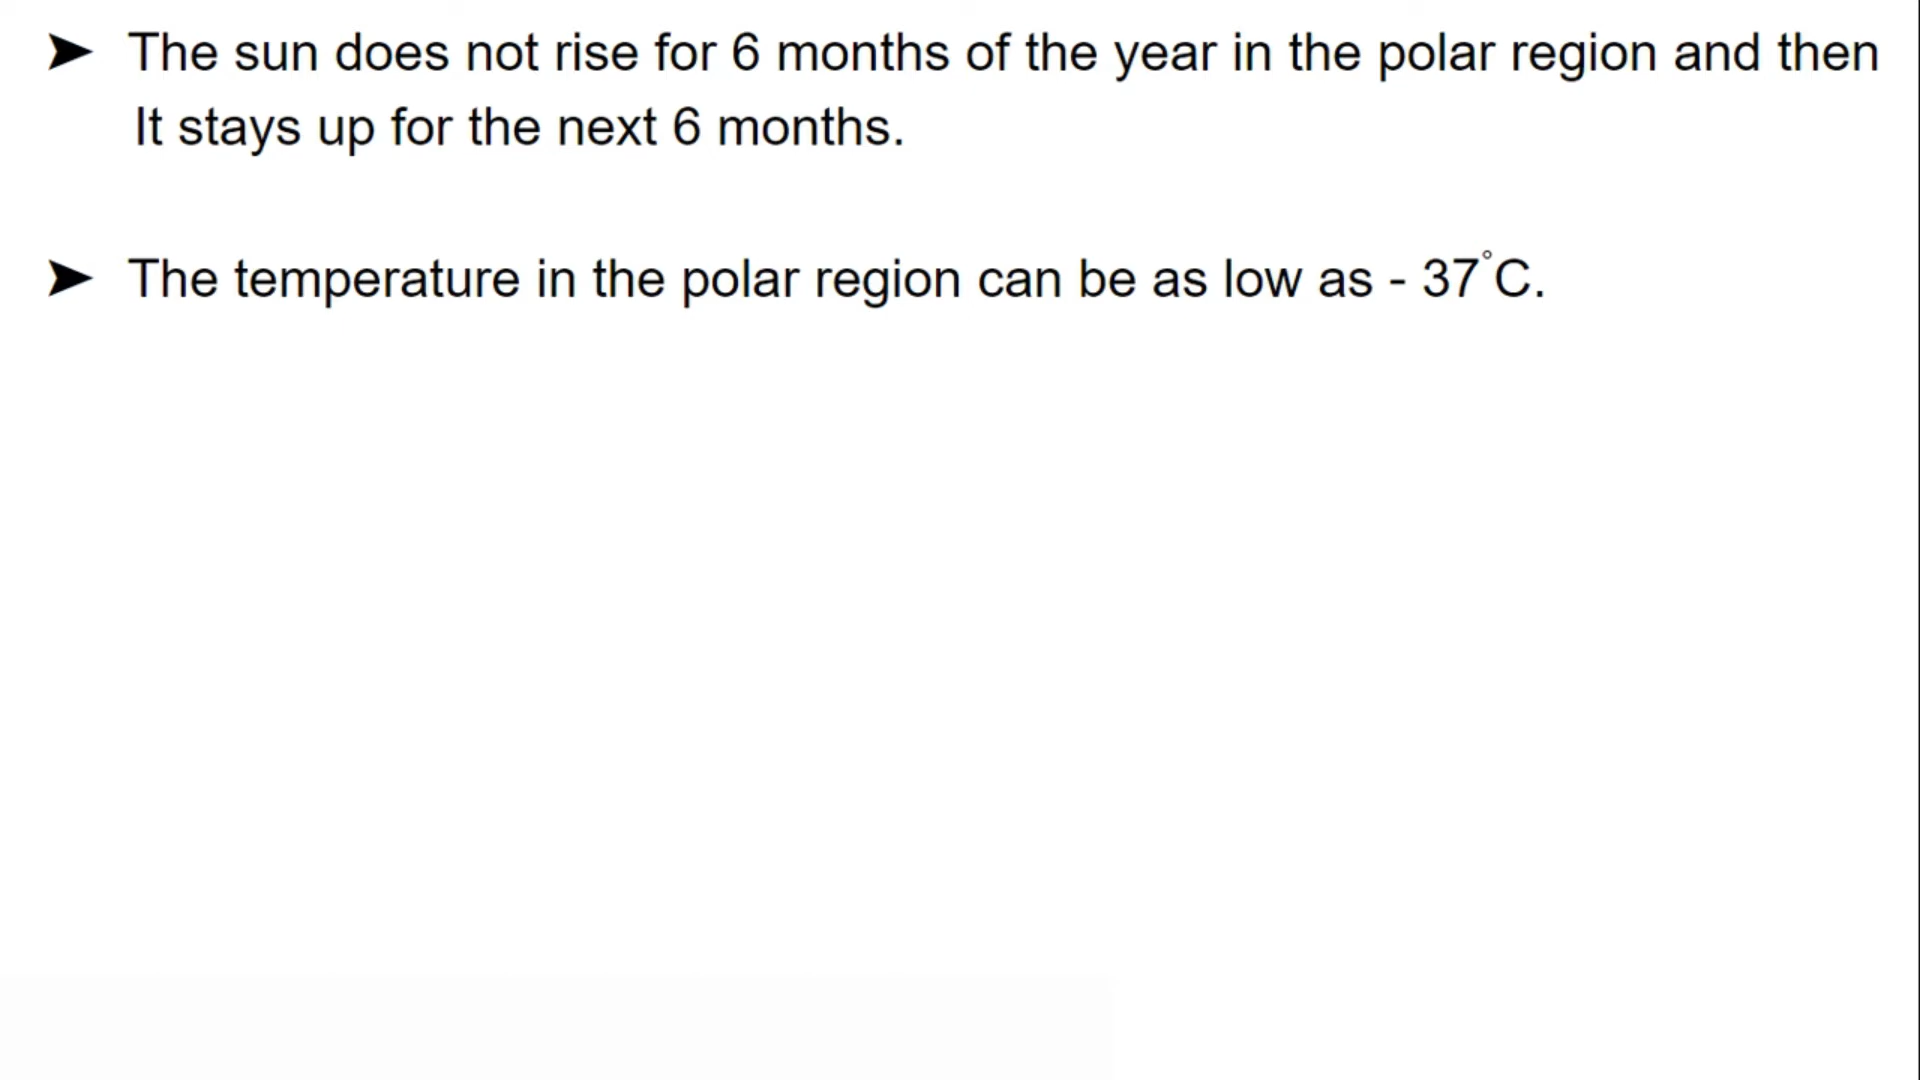 ➤ The sun does not rise for 6 months of the year in the polar region and then
It stays up for the next 6 months.
➤ The temperature in the polar region can be as low as - 37°C.